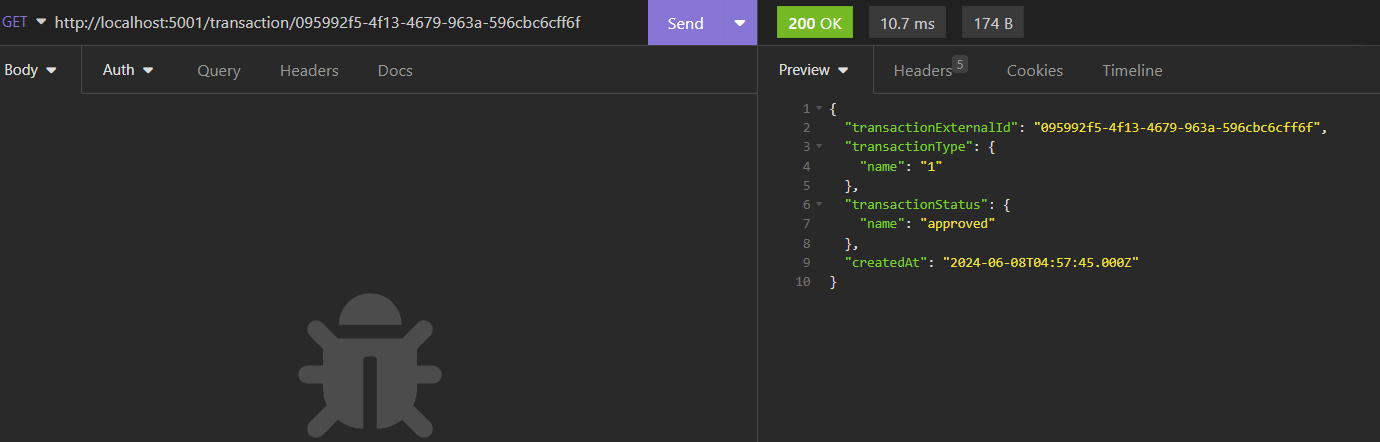 GET http://localhost:5001/transaction/095992f5-4f13-4679-963a-596cbc6cff6f Send
200 OK 10.7 ms 174 B
Body Auth Query Headers Docs
Preview Headers 5 Cookies Timeline
1 {
2 "transactionExternalId": "095992f5-4f13-4679-963a-596cbc6cff6f",
3 "transactionType": {
4 "name": "1"
5 },
6 "transactionStatus": {
7 "name": "approved"
8 },
9 "createdAt": "2024-06-08T04:57:45.000Z"
10 }